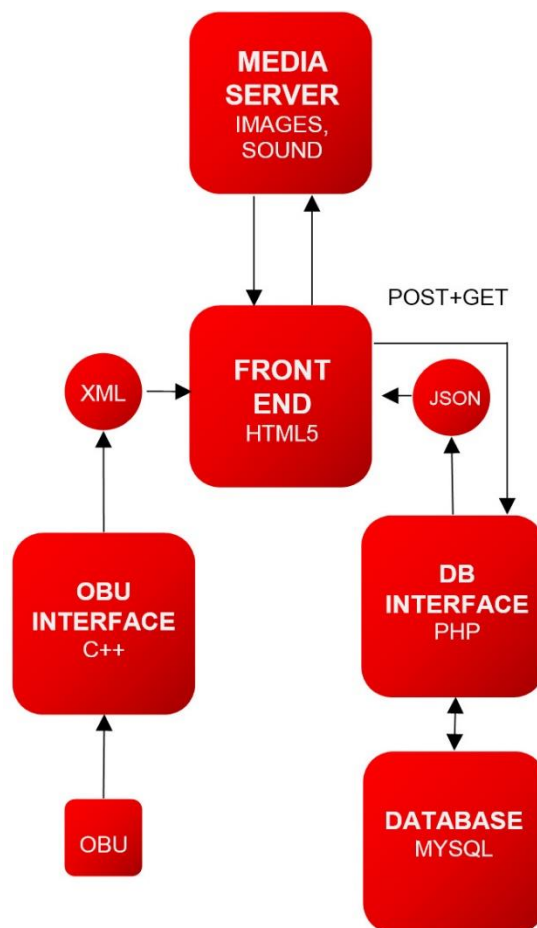 MEDIA
SERVER
IMAGES,
SOUND
POST+GET
XML
FRONT
END
HTML5
JSON
OBU
INTERFACE
C++
DB
INTERFACE
PHP
OBU
DATABASE
MYSQL